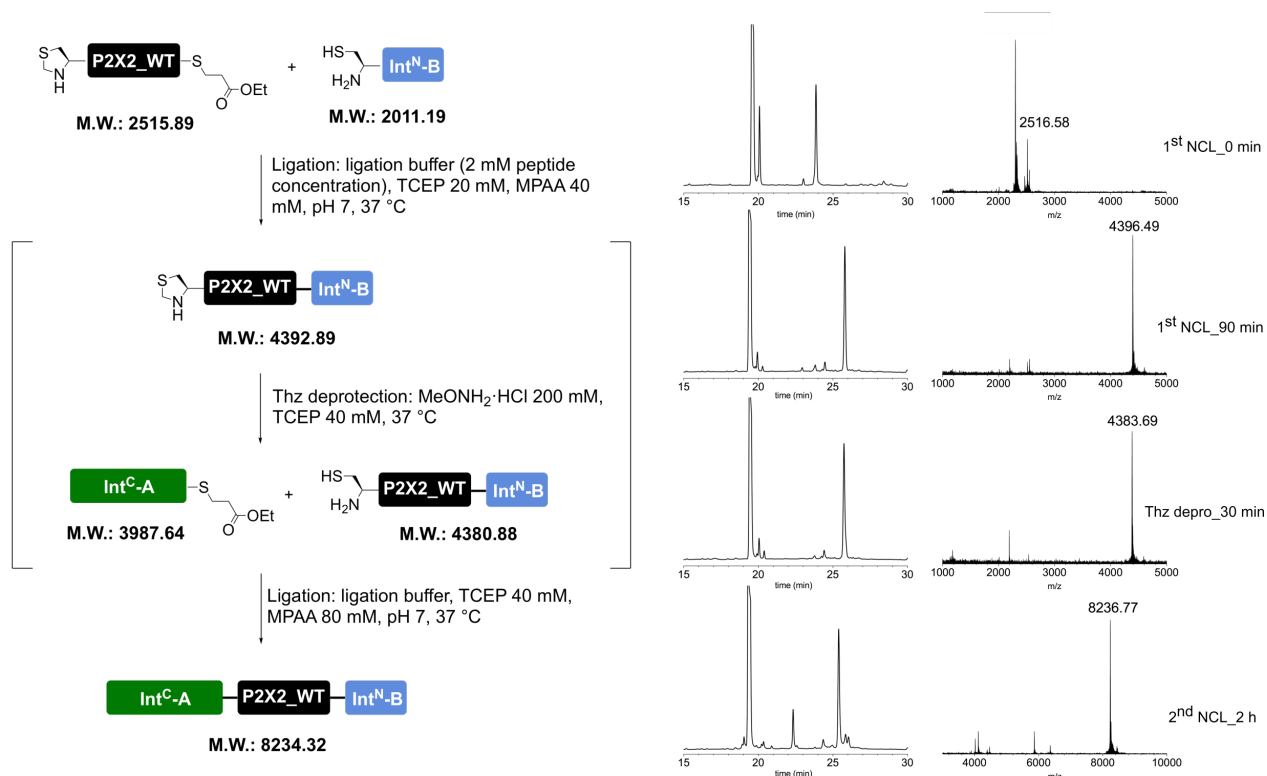 S
N
H
P2X2_WT
S
O
OEt
+
HS
H₂N
Intᴺ-B
M.W.: 2515.89
M.W.: 2011.19
Ligation: ligation buffer (2 mM peptide
concentration), TCEP 20 mM, MPAA 40
mM, pH 7, 37 °C
S
N
H
P2X2_WT
Intᴺ-B
M.W.: 4392.89
Thz deprotection: MeONH₂·HCl 200 mM,
TCEP 40 mM, 37 °C
Intᶜ-A
S
O
OEt
+
HS
H₂N
P2X2_WT
Intᴺ-B
M.W.: 3987.64
M.W.: 4380.88
Ligation: ligation buffer, TCEP 40 mM,
MPAA 80 mM, pH 7, 37 °C
Intᶜ-A
P2X2_WT
Intᴺ-B
M.W.: 8234.32
15 20 25 30
time (min)
2516.58
1000 2000 3000 4000 5000
m/z
1st NCL_0 min
15 20 25 30
time (min)
4396.49
1000 2000 3000 4000 5000
m/z
1st NCL_90 min
15 20 25 30
time (min)
4383.69
1000 2000 3000 4000 5000
m/z
Thz depro_30 min
15 20 25 30
time (min)
8236.77
4000 6000 8000 10000
m/z
2nd NCL_2 h